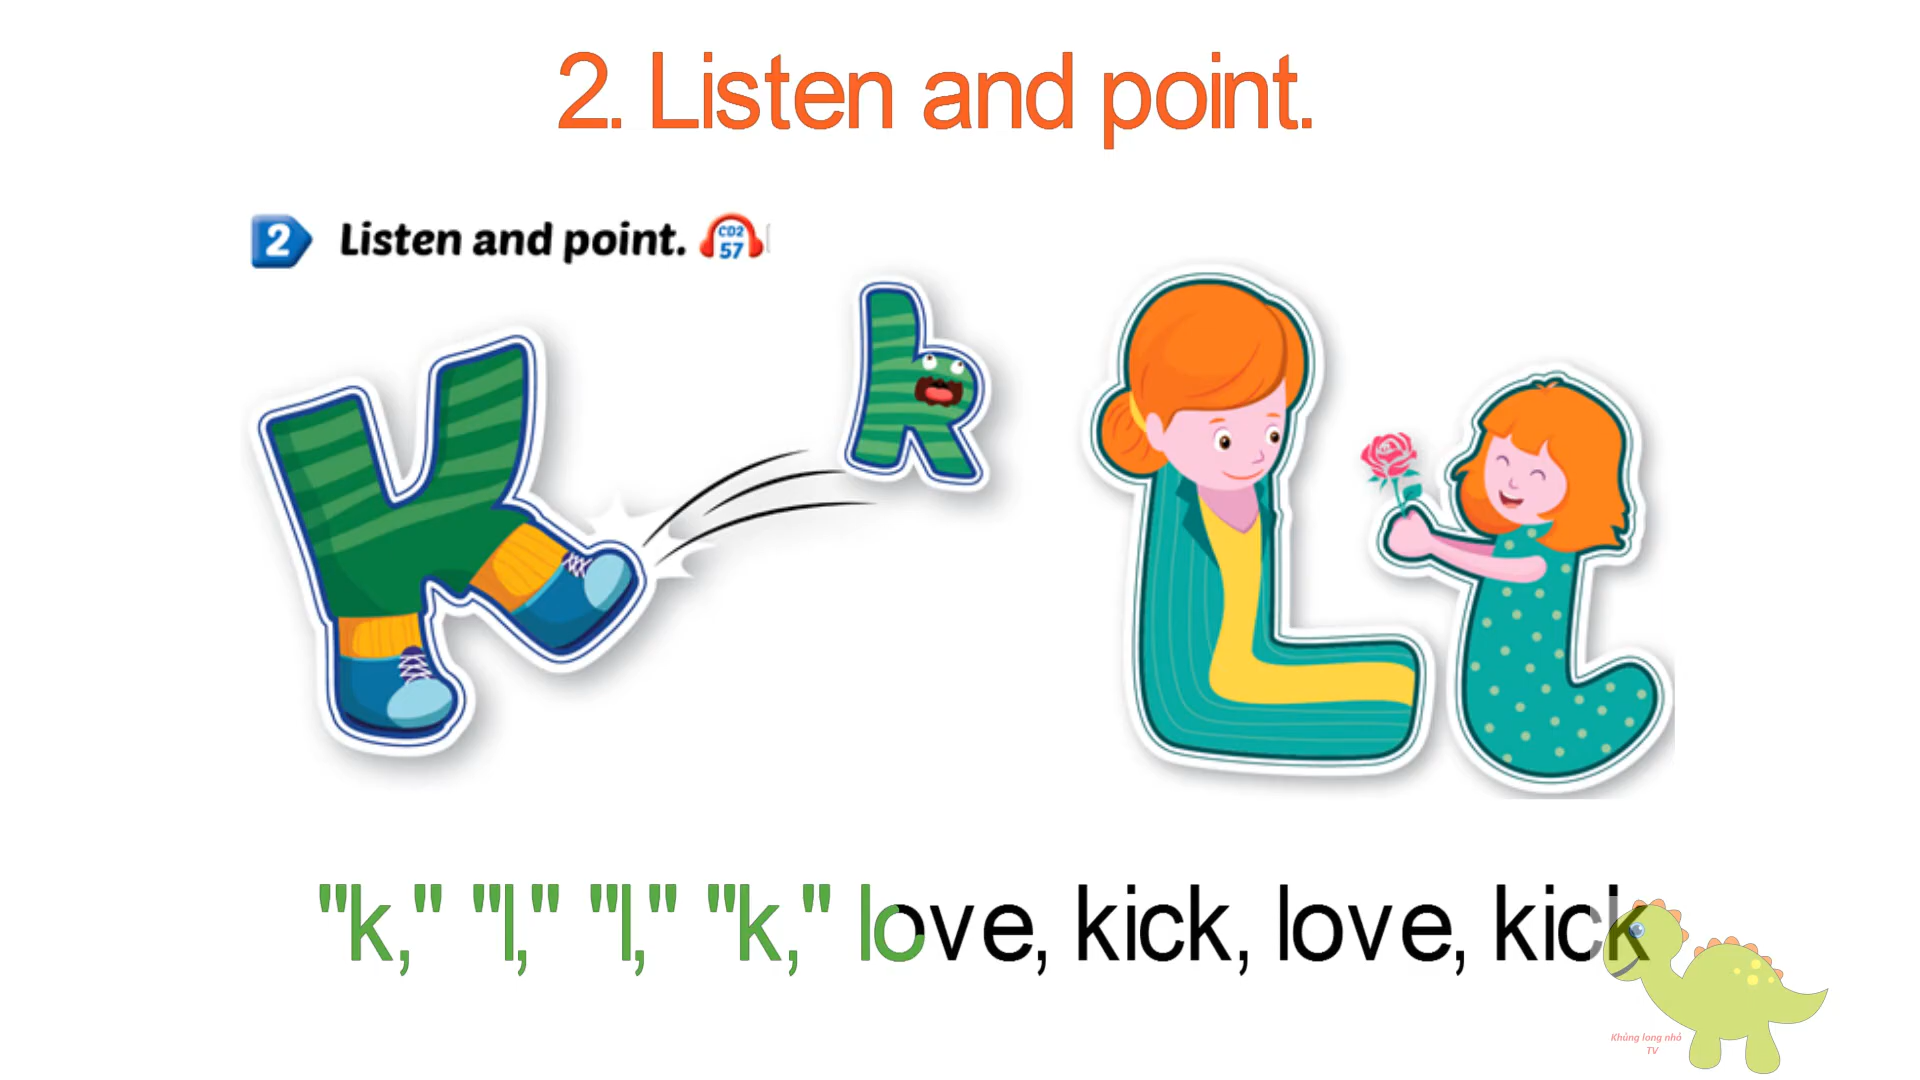 2. Listen and point.
2 Listen and point. CD2 57
K k L l
"k," "l," "l," "k," love, kick, love, kick
Khủng long nhỏ
TV